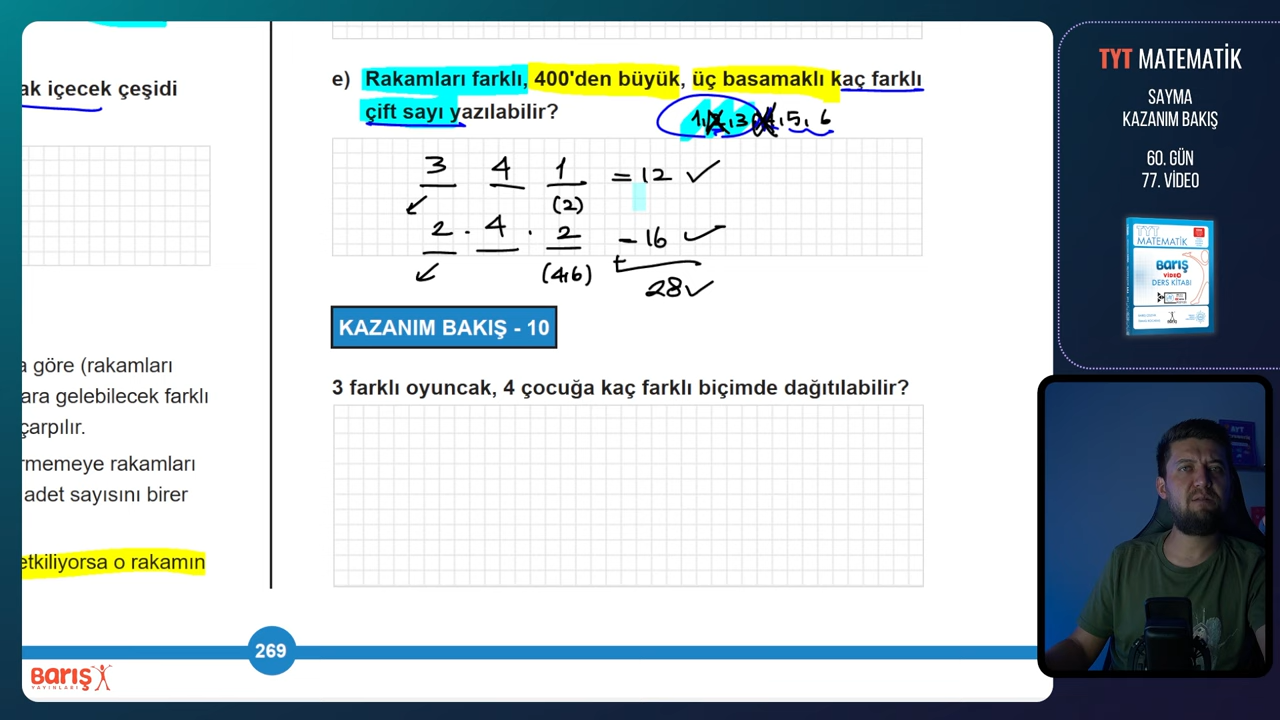 ak içecek çeşidi
a göre (rakamları
ara gelebilecek farklı
çarpılır.
rmemeye rakamları
adet sayısını birer
etkiliyorsa o rakamın
e) Rakamları farklı, 400'den büyük, üç basamaklı kaç farklı
çift sayı yazılabilir?
3 4 1 = 12 ✓
(2)
2 . 4 . 2 = 16 ✓
(4,6)
+
28 ✓
KAZANIM BAKIŞ - 10
3 farklı oyuncak, 4 çocuğa kaç farklı biçimde dağıtılabilir?
269
BARIŞ
YAYINLARI
TYT MATEMATİK
SAYMA
KAZANIM BAKIŞ
60. GÜN
77. VİDEO
TYT
MATEMATİK
BARIŞ
VİDEO
DERS KİTABI